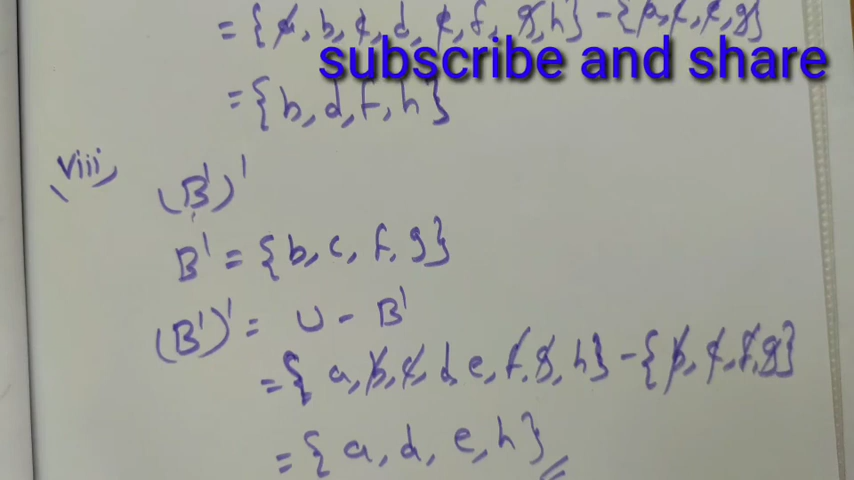 = {a, b, c, d, e, f, g, h} - {a, c, e, g}
subscribe and share
= {b, d, f, h}
(viii) (B')'
B' = {b, c, f, g}
(B')' = U - B'
= {a, b, c, d, e, f, g, h} - {b, c, f, g}
= {a, d, e, h}